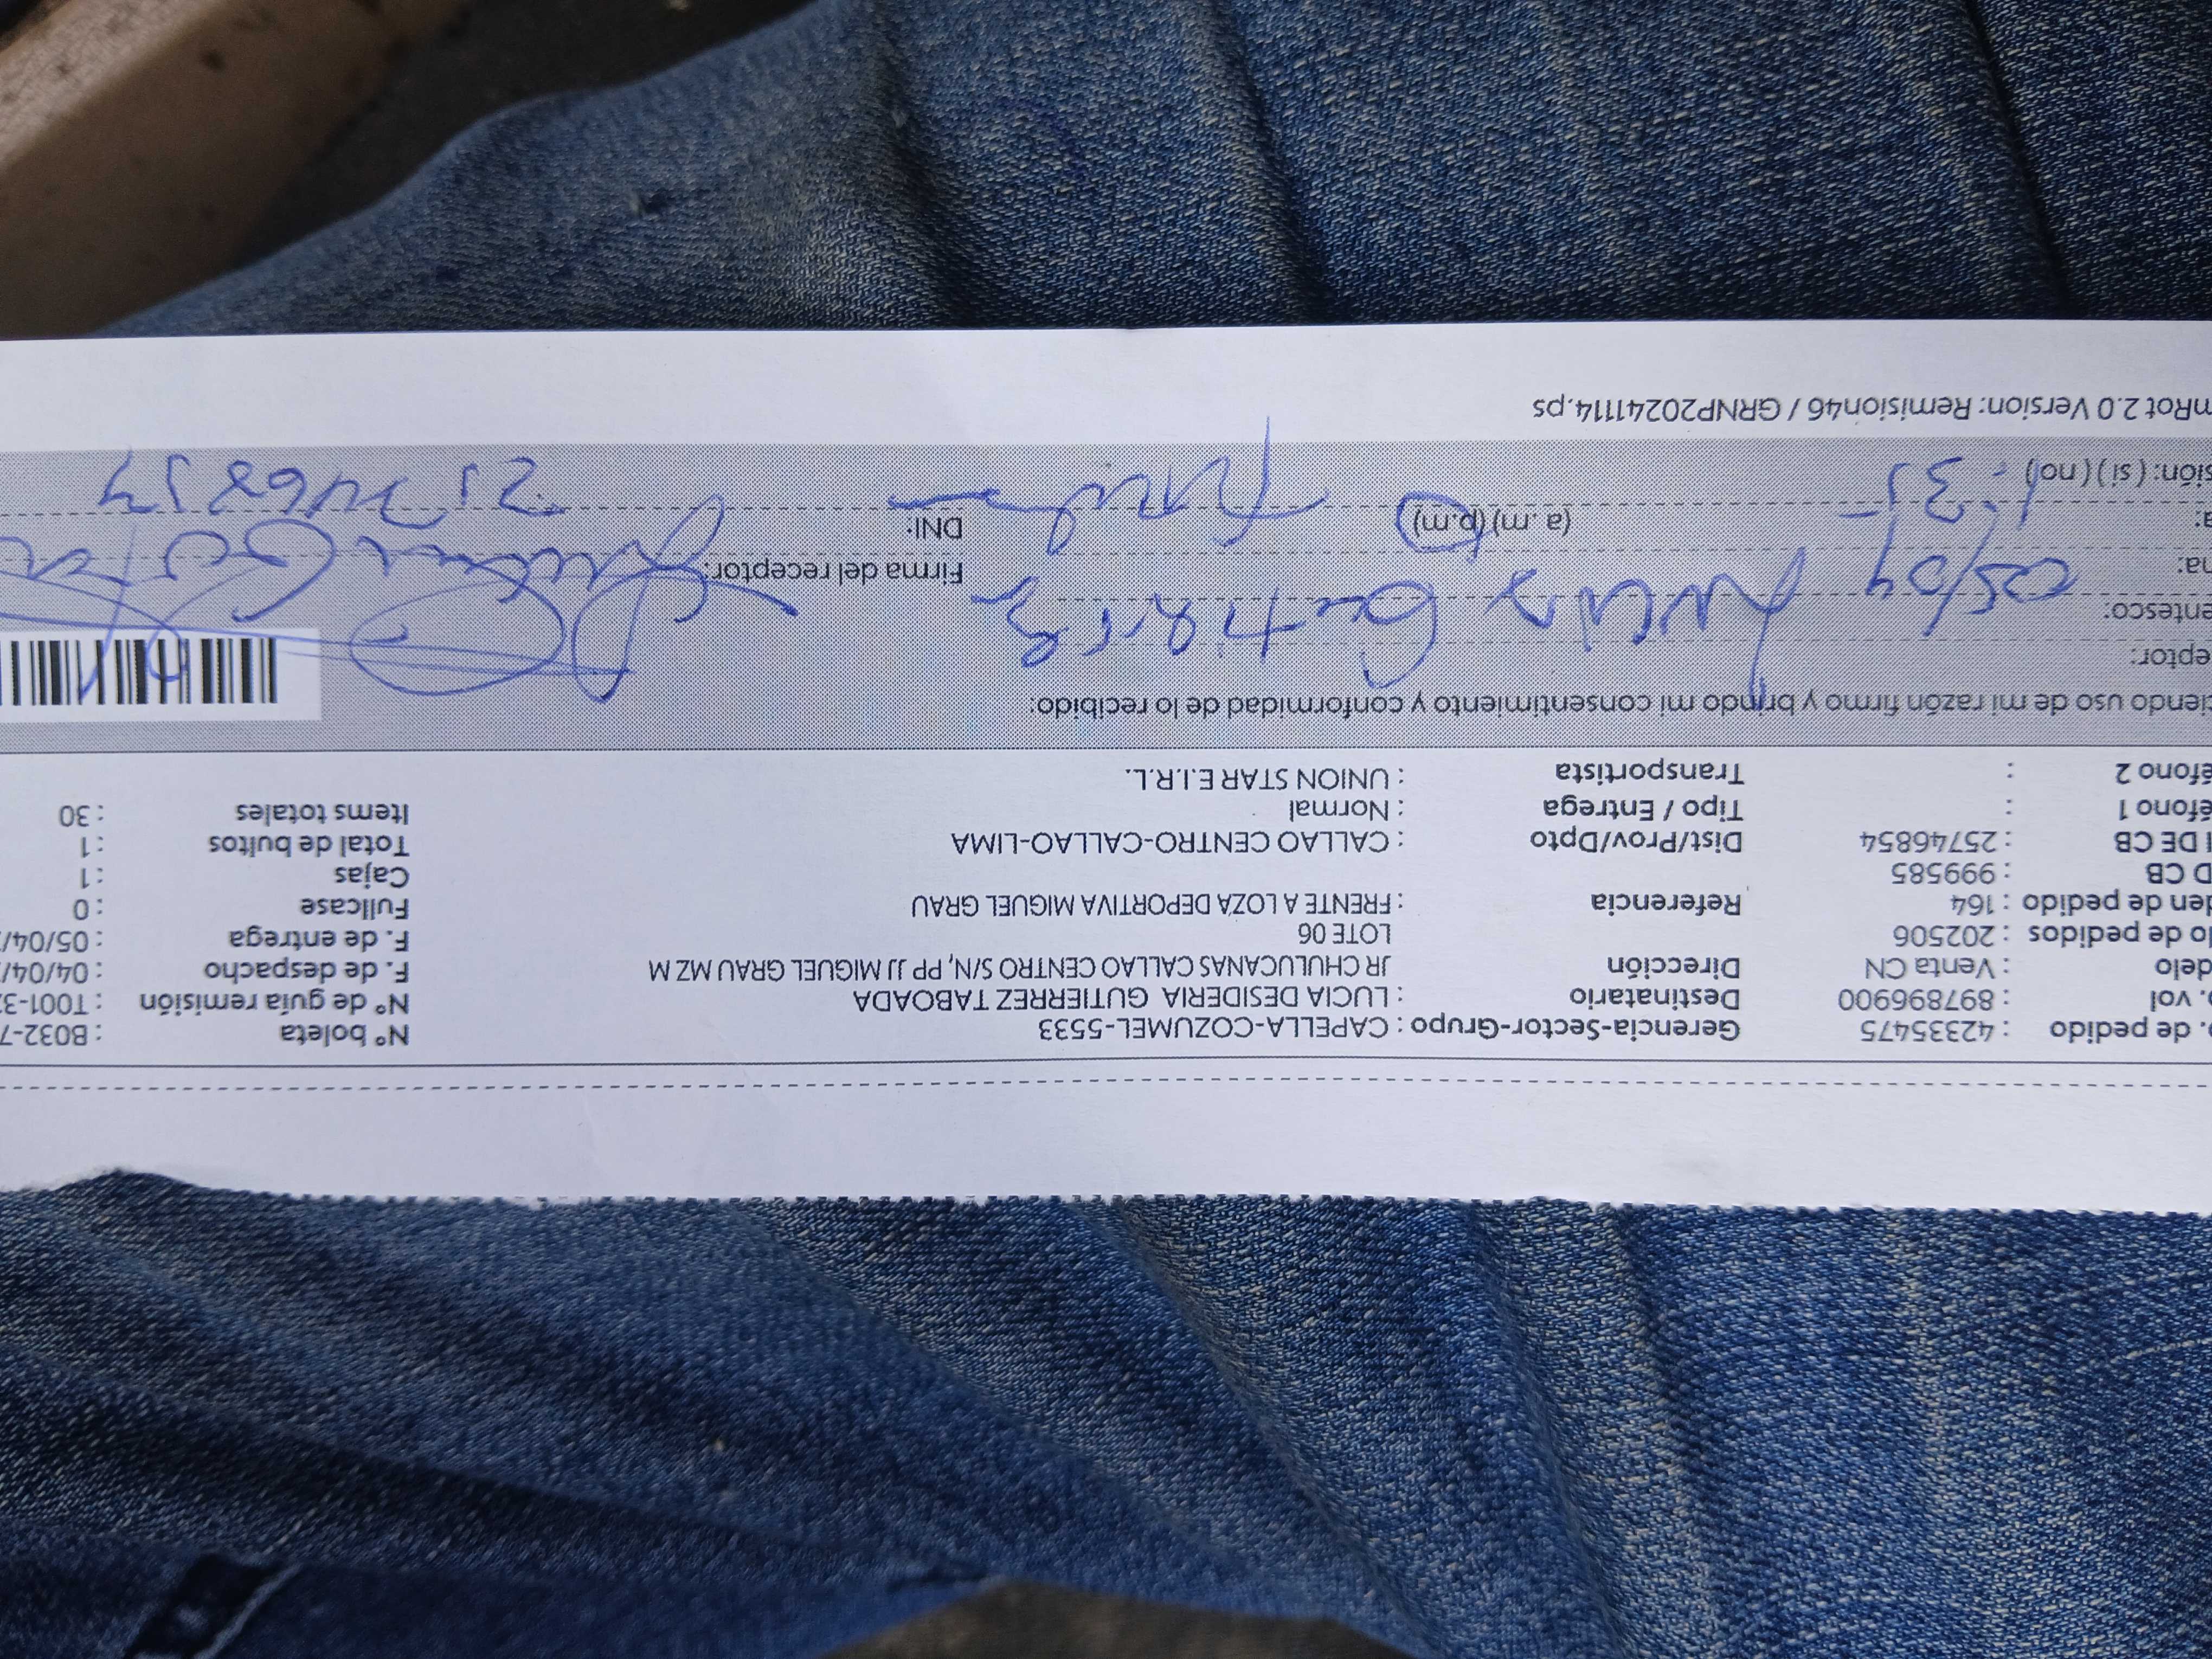 . de pedido : 42335475 Gerencia-Sector-Grupo : CAPELLA-COZUMEL-5533 N° boleta : B032-7
. vol : 897896900 Destinatario : LUCIA DESIDERIA GUTIERREZ TABOADA N° de guía remisión : T001-3
delo : Venta CN Dirección JR CHULUCANAS CALLAO CENTRO S/N, PP JJ MIGUEL GRAU MZ M F. de despacho : 04/04/
lo de pedidos : 202506 LOTE 06 F. de entrega : 05/04/
den de pedido : 164 Referencia : FRENTE A LOZA DEPORTIVA MIGUEL GRAU Fullcase : 0
D CB : 999585 Cajas : 1
I DE CB : 25746854 Dist/Prov/Dpto : CALLAO CENTRO-CALLAO-LIMA Total de bultos : 1
éfono 1 : Tipo / Entrega : Normal Items totales : 30
éfono 2 : Transportista : UNION STAR E.I.R.L.
ciendo uso de mi razón firmo y brindo mi consentimiento y conformidad de lo recibido:
eptor: Lucia Gutierrez
entesco: Firma del receptor:
ha: 05/04
a: (a. m) (p.m) DNI:
sión: ( si ) ( no )
mRot 2.0 Version: Remision46 / GRNP20241114.ps